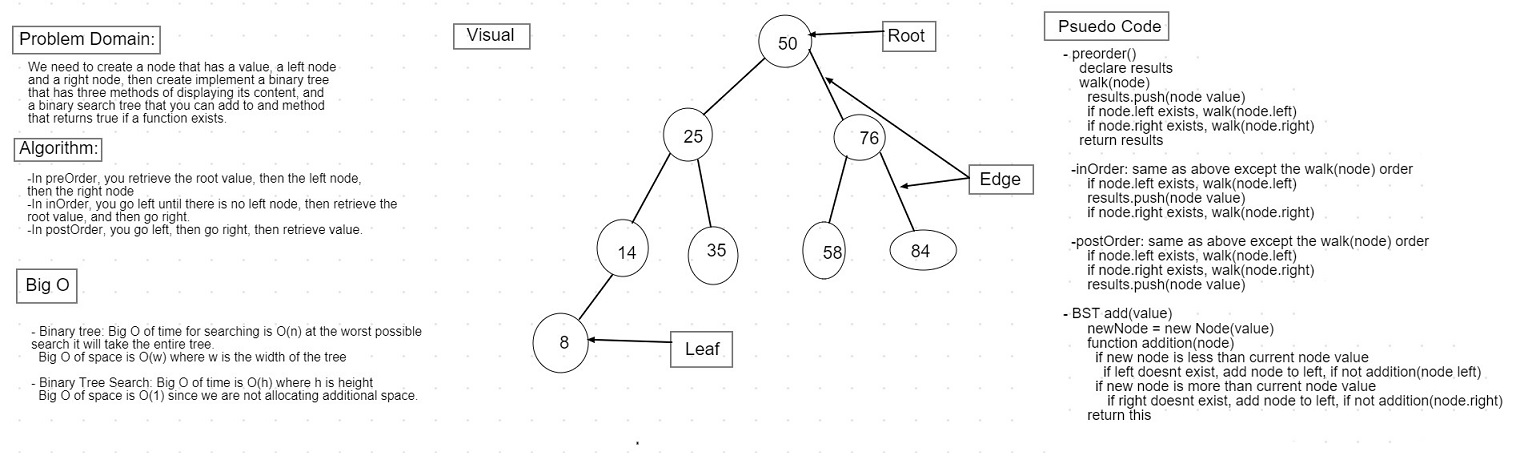 Problem Domain:
We need to create a node that has a value, a left node
and a right node, then create implement a binary tree
that has three methods of displaying its content, and
a binary search tree that you can add to and method
that returns true if a function exists.
Algorithm:
-In preOrder, you retrieve the root value, then the left node,
then the right node
-In inOrder, you go left until there is no left node, then retrieve the
root value, and then go right.
-In postOrder, you go left, then go right, then retrieve value.
Big O
- Binary tree: Big O of time for searching is O(n) at the worst possible
search it will take the entire tree.
Big O of space is O(w) where w is the width of the tree
- Binary Tree Search: Big O of time is O(h) where h is height
Big O of space is O(1) since we are not allocating additional space.
Visual
50
Root
25
76
Edge
14
35
58
84
8
Leaf
Psuedo Code
- preorder()
declare results
walk(node)
results.push(node value)
if node.left exists, walk(node.left)
if node.right exists, walk(node.right)
return results
-inOrder: same as above except the walk(node) order
if node.left exists, walk(node.left)
results.push(node value)
if node.right exists, walk(node.right)
-postOrder: same as above except the walk(node) order
if node.left exists, walk(node.left)
if node.right exists, walk(node.right)
results.push(node value)
- BST add(value)
newNode = new Node(value)
function addition(node)
if new node is less than current node value
if left doesnt exist, add node to left, if not addition(node left)
if new node is more than current node value
if right doesnt exist, add node to left, if not addition(node.right)
return this